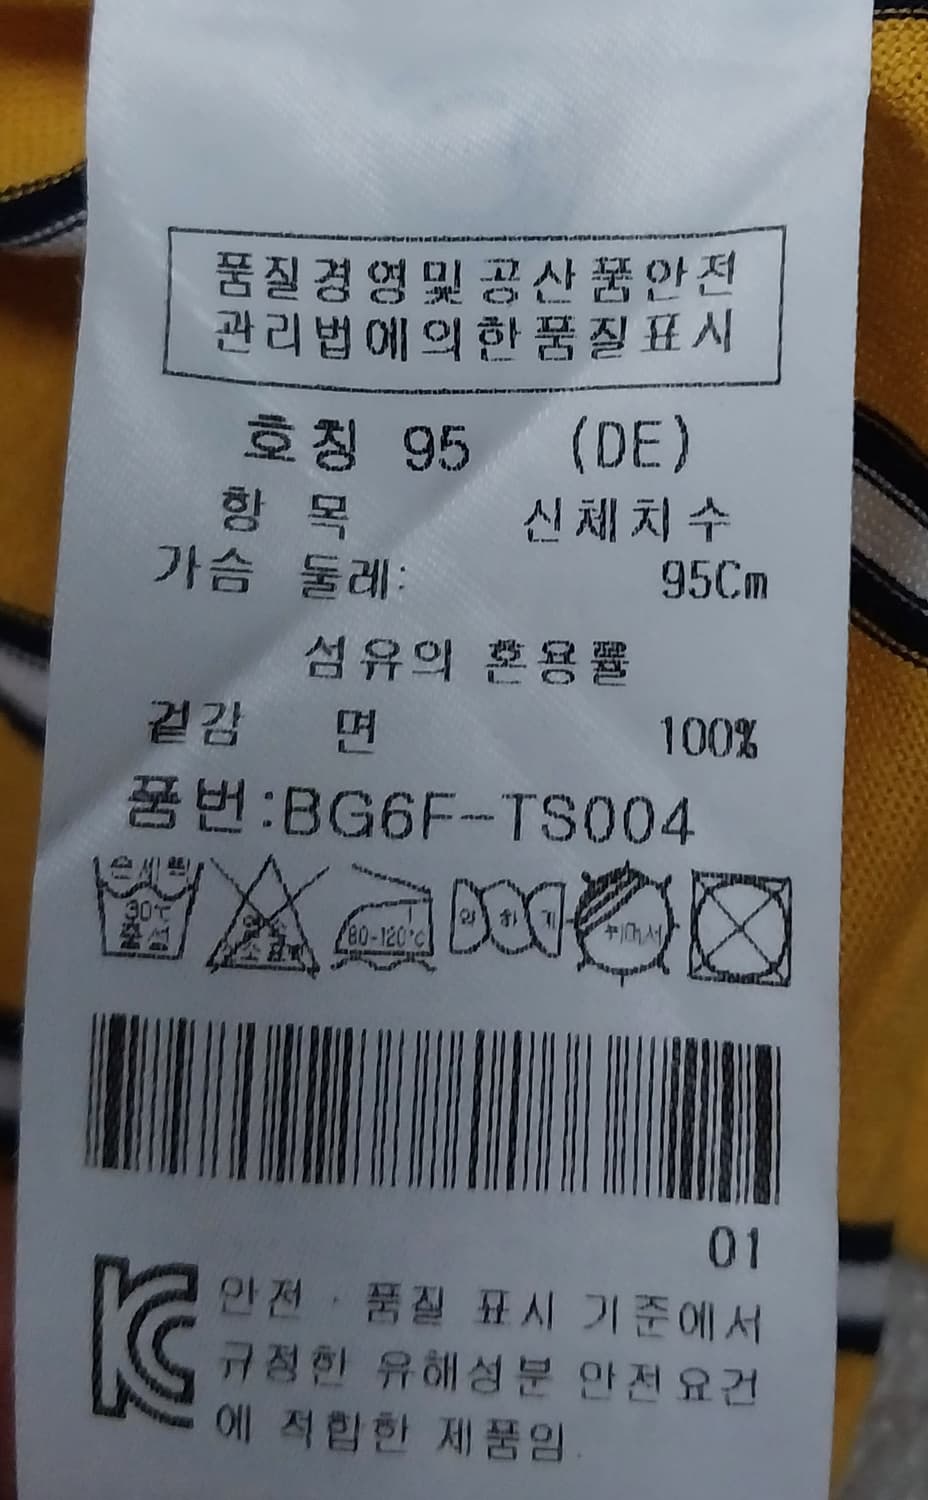 품질경영및공산품안전
관리법에의한품질표시
호칭 95 (DE)
항 목 신체치수
가슴 둘레: 95Cm
섬유의 혼용률
겉감 면 100%
품번:BG6F-TS004
손세탁
30℃
중성
염소
표백
80-120℃
약하게
뉘어서
01
안전 · 품질 표시 기준에서
규정한 유해성분 안전요건
에 적합한 제품임.